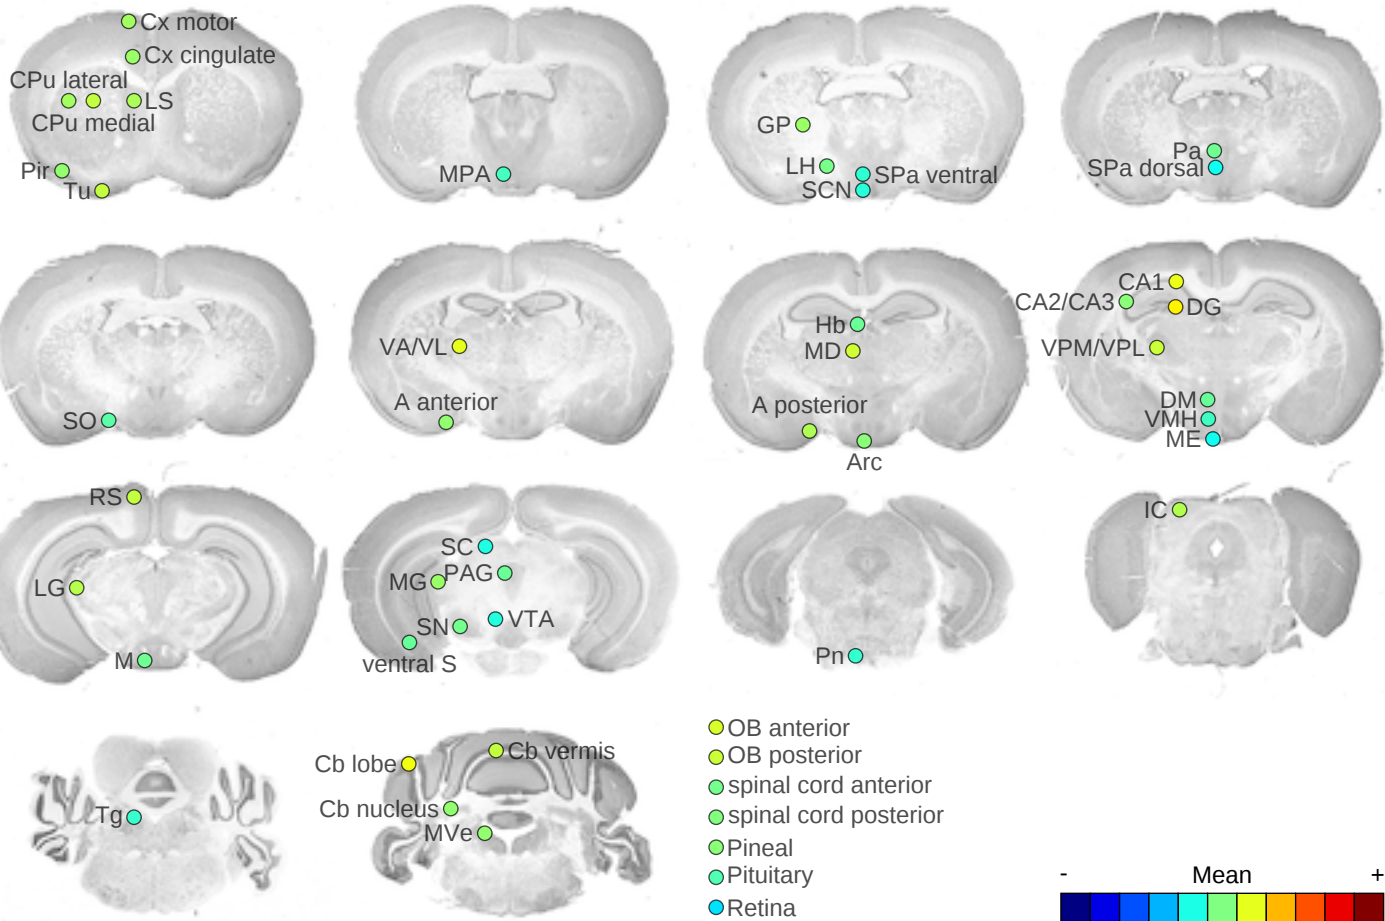 Cx motor
Cx cingulate
CPu lateral
LS
CPu medial
Pir
Tu
MPA
GP
LH
SPa ventral
SCN
Pa
SPa dorsal
SO
VA/VL
A anterior
Hb
MD
A posterior
Arc
CA1
CA2/CA3
DG
VPM/VPL
DM
VMH
ME
RS
LG
M
SC
PAG
MG
VTA
SN
ventral S
Pn
IC
Tg
Cb lobe
Cb vermis
Cb nucleus
MVe
OB anterior
OB posterior
spinal cord anterior
spinal cord posterior
Pineal
Pituitary
Retina
- Mean +